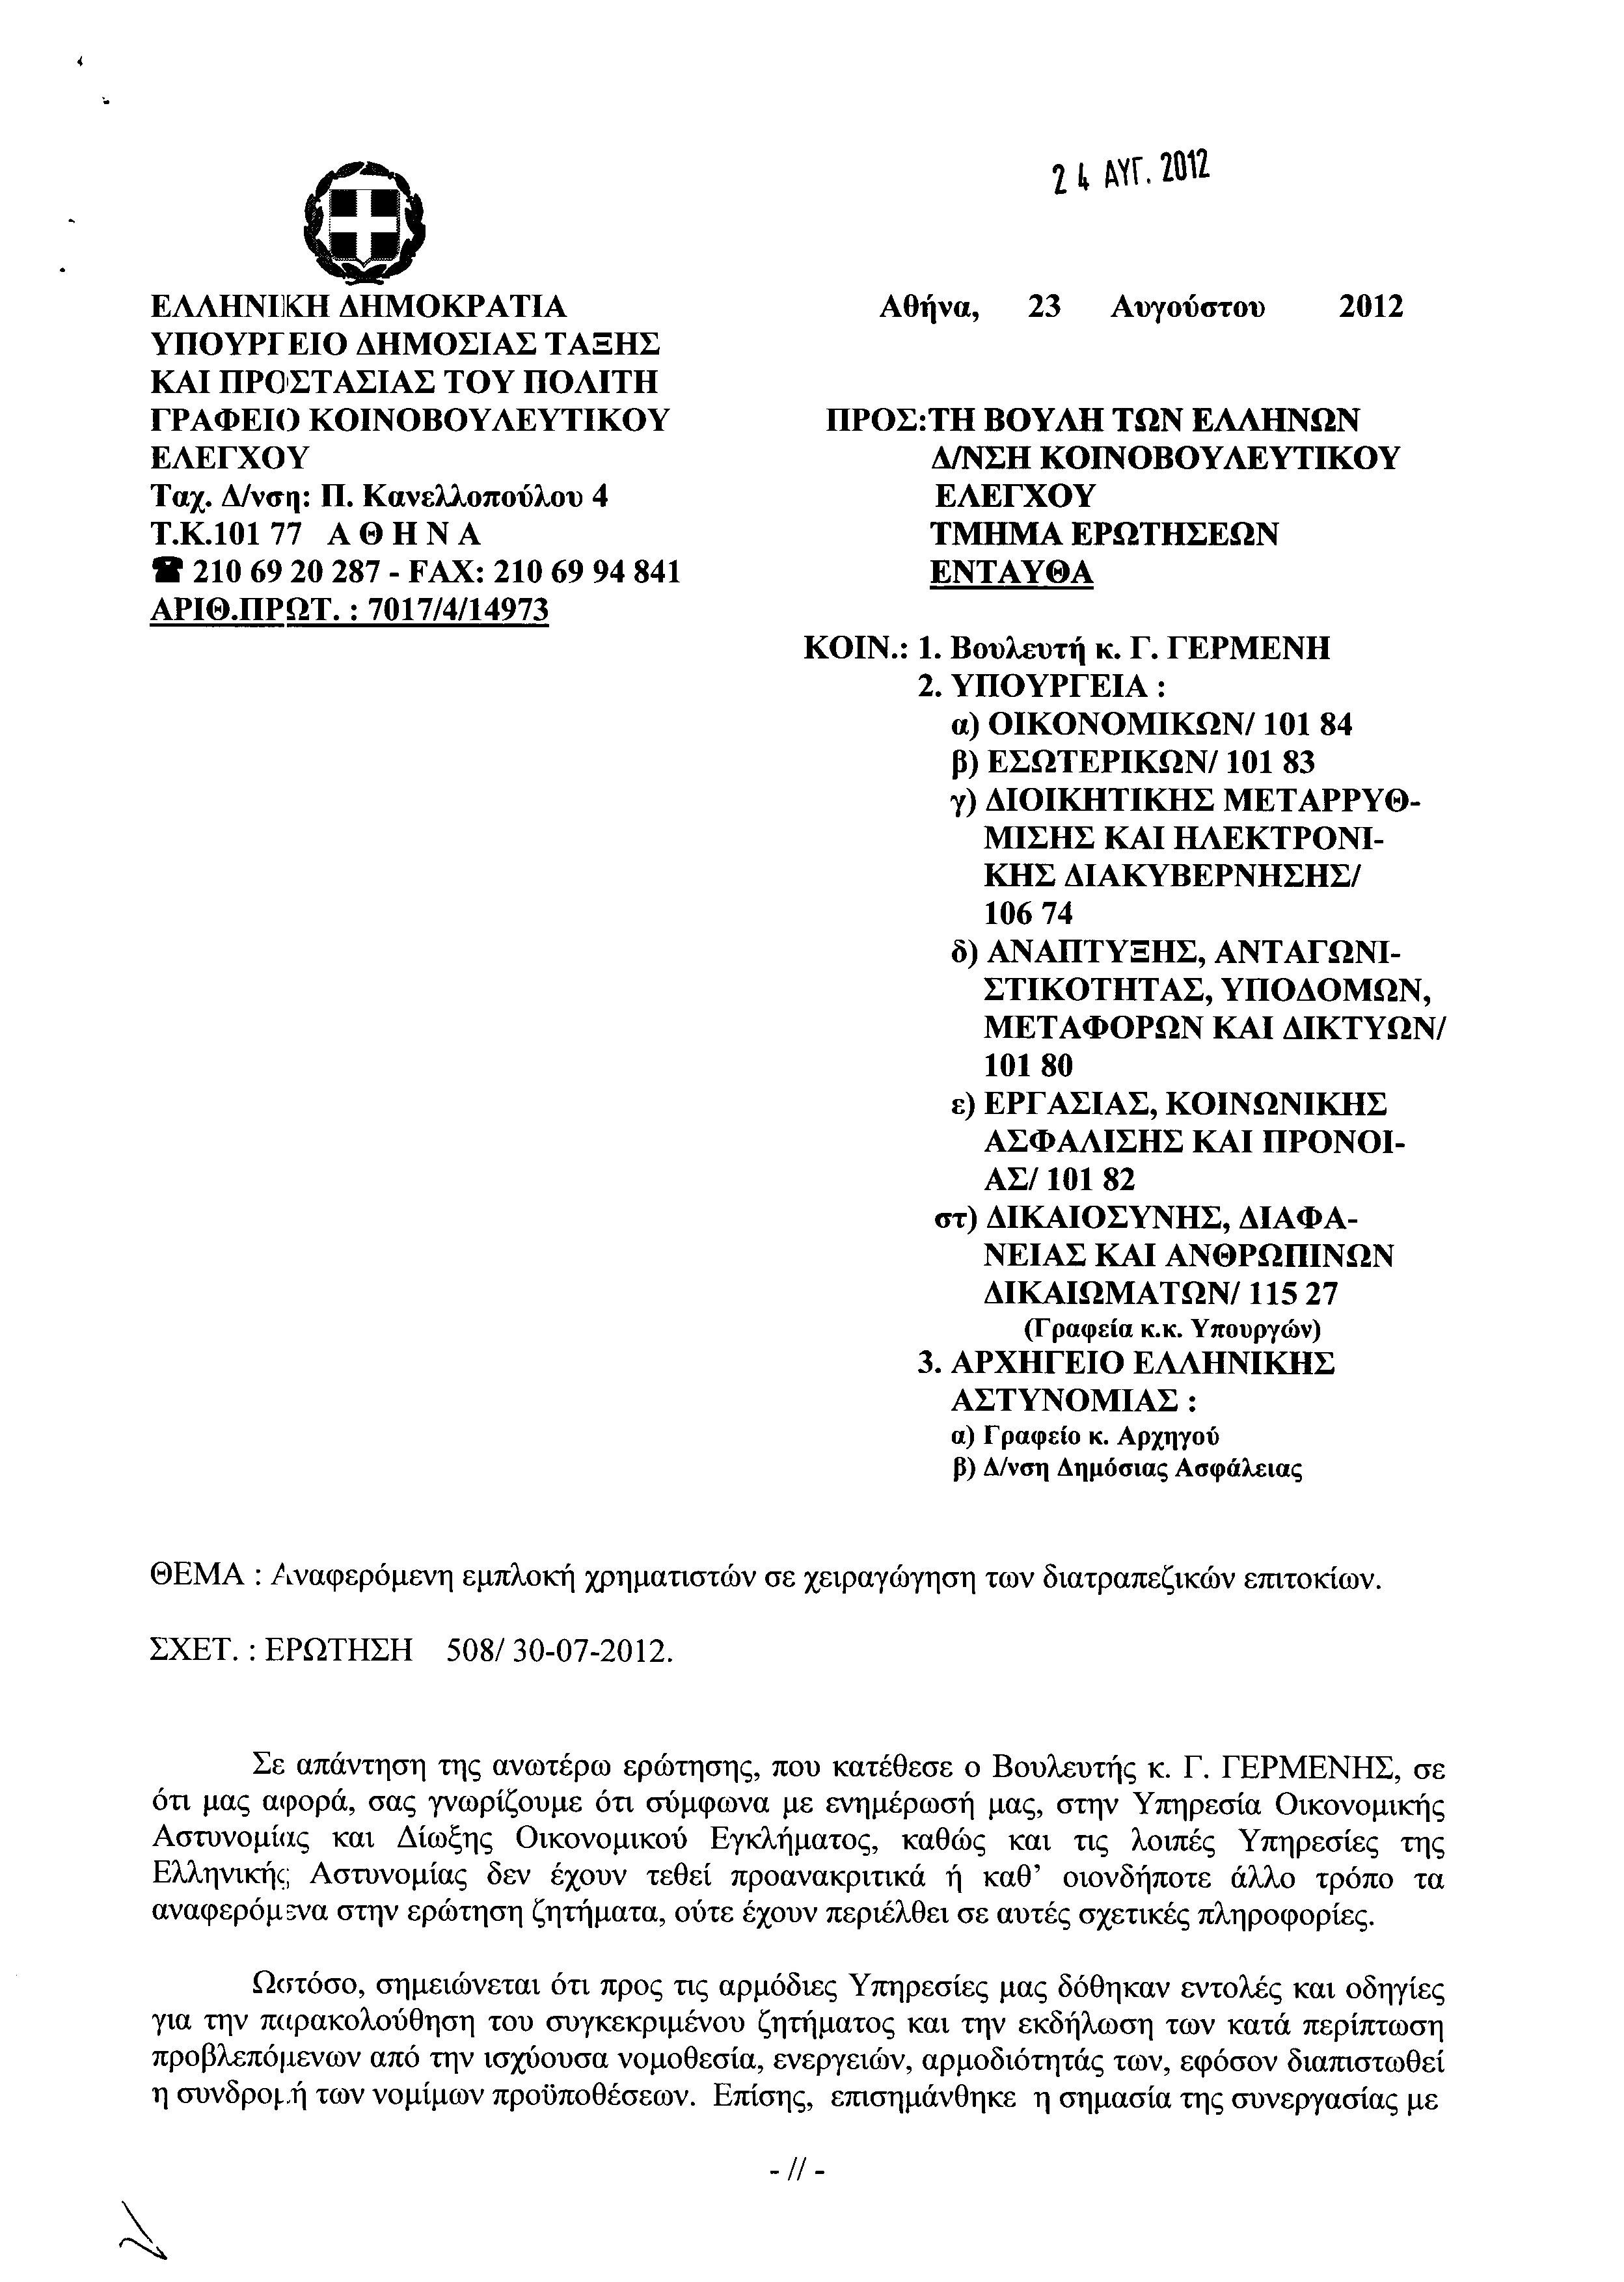 24 ΑΥΓ. 2012
ΕΛΛΗΝΙΚΗ ΔΗΜΟΚΡΑΤΙΑ
ΥΠΟΥΡΓΕΙΟ ΔΗΜΟΣΙΑΣ ΤΑΞΗΣ
ΚΑΙ ΠΡΟΣΤΑΣΙΑΣ ΤΟΥ ΠΟΛΙΤΗ
ΓΡΑΦΕΙΟ ΚΟΙΝΟΒΟΥΛΕΥΤΙΚΟΥ
ΕΛΕΓΧΟΥ
Ταχ. Δ/νση: Π. Κανελλοπούλου 4
Τ.Κ.101 77 Α Θ Η Ν Α
☎ 210 69 20 287 - FAX: 210 69 94 841
ΑΡΙΘ.ΠΡΩΤ. : 7017/4/14973
Αθήνα, 23 Αυγούστου 2012
ΠΡΟΣ:ΤΗ ΒΟΥΛΗ ΤΩΝ ΕΛΛΗΝΩΝ
Δ/ΝΣΗ ΚΟΙΝΟΒΟΥΛΕΥΤΙΚΟΥ
ΕΛΕΓΧΟΥ
ΤΜΗΜΑ ΕΡΩΤΗΣΕΩΝ
ΕΝΤΑΥΘΑ
ΚΟΙΝ.: 1. Βουλευτή κ. Γ. ΓΕΡΜΕΝΗ
2. ΥΠΟΥΡΓΕΙΑ :
α) ΟΙΚΟΝΟΜΙΚΩΝ/ 101 84
β) ΕΣΩΤΕΡΙΚΩΝ/ 101 83
γ) ΔΙΟΙΚΗΤΙΚΗΣ ΜΕΤΑΡΡΥΘ-
ΜΙΣΗΣ ΚΑΙ ΗΛΕΚΤΡΟΝΙ-
ΚΗΣ ΔΙΑΚΥΒΕΡΝΗΣΗΣ/
106 74
δ) ΑΝΑΠΤΥΞΗΣ, ΑΝΤΑΓΩΝΙ-
ΣΤΙΚΟΤΗΤΑΣ, ΥΠΟΔΟΜΩΝ,
ΜΕΤΑΦΟΡΩΝ ΚΑΙ ΔΙΚΤΥΩΝ/
101 80
ε) ΕΡΓΑΣΙΑΣ, ΚΟΙΝΩΝΙΚΗΣ
ΑΣΦΑΛΙΣΗΣ ΚΑΙ ΠΡΟΝΟΙ-
ΑΣ/ 101 82
στ) ΔΙΚΑΙΟΣΥΝΗΣ, ΔΙΑΦΑ-
ΝΕΙΑΣ ΚΑΙ ΑΝΘΡΩΠΙΝΩΝ
ΔΙΚΑΙΩΜΑΤΩΝ/ 115 27
(Γραφεία κ.κ. Υπουργών)
3. ΑΡΧΗΓΕΙΟ ΕΛΛΗΝΙΚΗΣ
ΑΣΤΥΝΟΜΙΑΣ :
α) Γραφείο κ. Αρχηγού
β) Δ/νση Δημόσιας Ασφάλειας
ΘΕΜΑ : Αναφερόμενη εμπλοκή χρηματιστών σε χειραγώγηση των διατραπεζικών επιτοκίων.
ΣΧΕΤ. : ΕΡΩΤΗΣΗ 508/ 30-07-2012.
Σε απάντηση της ανωτέρω ερώτησης, που κατέθεσε ο Βουλευτής κ. Γ. ΓΕΡΜΕΝΗΣ, σε
ότι μας αφορά, σας γνωρίζουμε ότι σύμφωνα με ενημέρωσή μας, στην Υπηρεσία Οικονομικής
Αστυνομίας και Δίωξης Οικονομικού Εγκλήματος, καθώς και τις λοιπές Υπηρεσίες της
Ελληνικής Αστυνομίας δεν έχουν τεθεί προανακριτικά ή καθ' οιονδήποτε άλλο τρόπο τα
αναφερόμενα στην ερώτηση ζητήματα, ούτε έχουν περιέλθει σε αυτές σχετικές πληροφορίες.
Ωστόσο, σημειώνεται ότι προς τις αρμόδιες Υπηρεσίες μας δόθηκαν εντολές και οδηγίες
για την παρακολούθηση του συγκεκριμένου ζητήματος και την εκδήλωση των κατά περίπτωση
προβλεπόμενων από την ισχύουσα νομοθεσία, ενεργειών, αρμοδιότητάς των, εφόσον διαπιστωθεί
η συνδρομή των νομίμων προϋποθέσεων. Επίσης, επισημάνθηκε η σημασία της συνεργασίας με
- // -